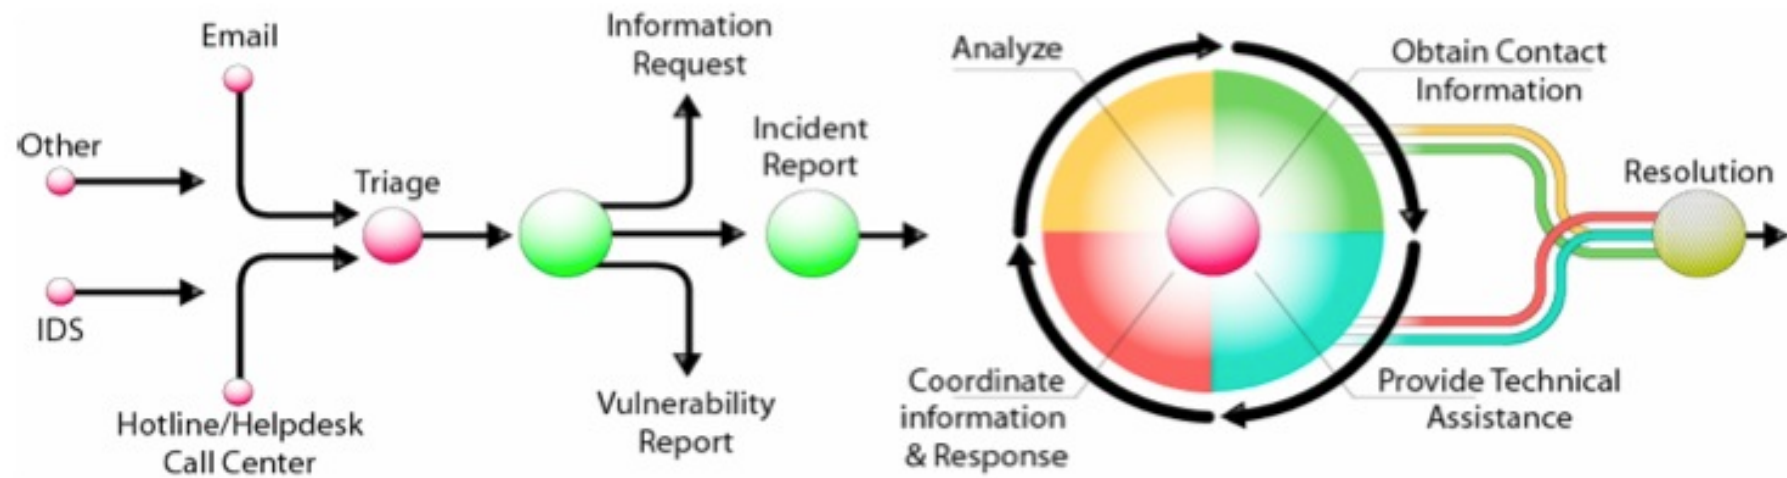 Email
Other
IDS
Hotline/Helpdesk
Call Center
Triage
Information
Request
Incident
Report
Vulnerability
Report
Analyze
Obtain Contact
Information
Coordinate
information
& Response
Provide Technical
Assistance
Resolution